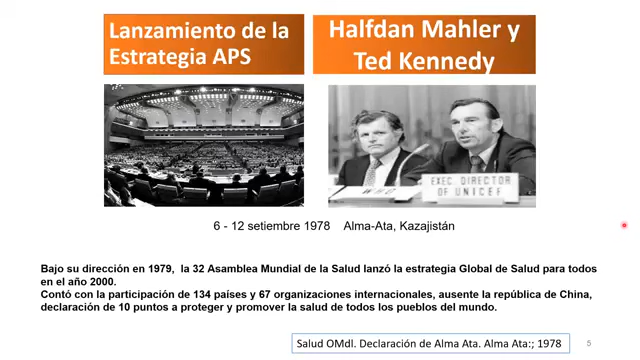 Lanzamiento de la
Estrategia APS
Halfdan Mahler y
Ted Kennedy
WHO
EXEC. DIRECTOR
OF UNICEF
6 - 12 setiembre 1978 Alma-Ata, Kazajistán
Bajo su dirección en 1979, la 32 Asamblea Mundial de la Salud lanzó la estrategia Global de Salud para todos
en el año 2000.
Contó con la participación de 134 países y 67 organizaciones internacionales, ausente la república de China,
declaración de 10 puntos a proteger y promover la salud de todos los pueblos del mundo.
Salud OMdl. Declaración de Alma Ata. Alma Ata:; 1978
5